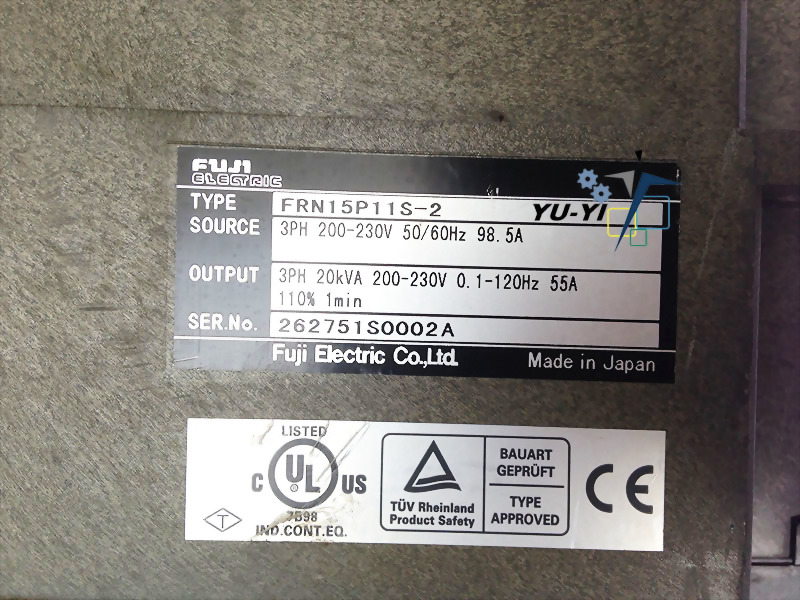 FUJI
ELECTRIC
TYPE FRN15P11S-2
YU-YI
SOURCE 3PH 200-230V 50/60Hz 98.5A
OUTPUT 3PH 20kVA 200-230V 0.1-120Hz 55A
110% 1min
SER.No. 262751S0002A
Fuji Electric Co.,Ltd. Made in Japan
LISTED
C UL US
IND.CONT.EQ.
T
TÜV Rheinland
Product Safety
BAUART
GEPRÜFT
TYPE
APPROVED
CE